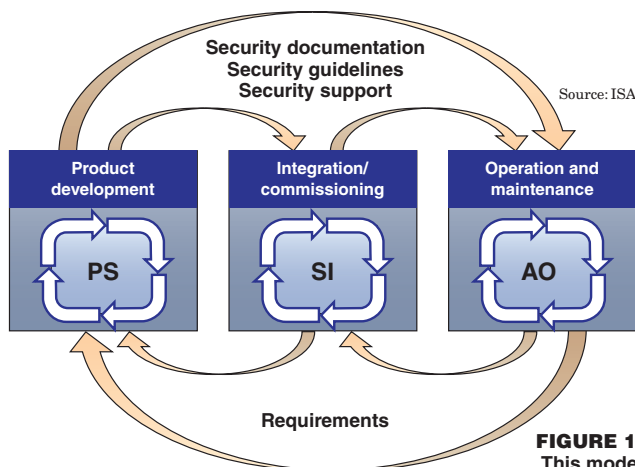 Security documentation
Security guidelines
Security support
Source: ISA
Product
development
Integration/
commissioning
Operation and
maintenance
PS
SI
AO
Requirements
FIGURE 1
This mode